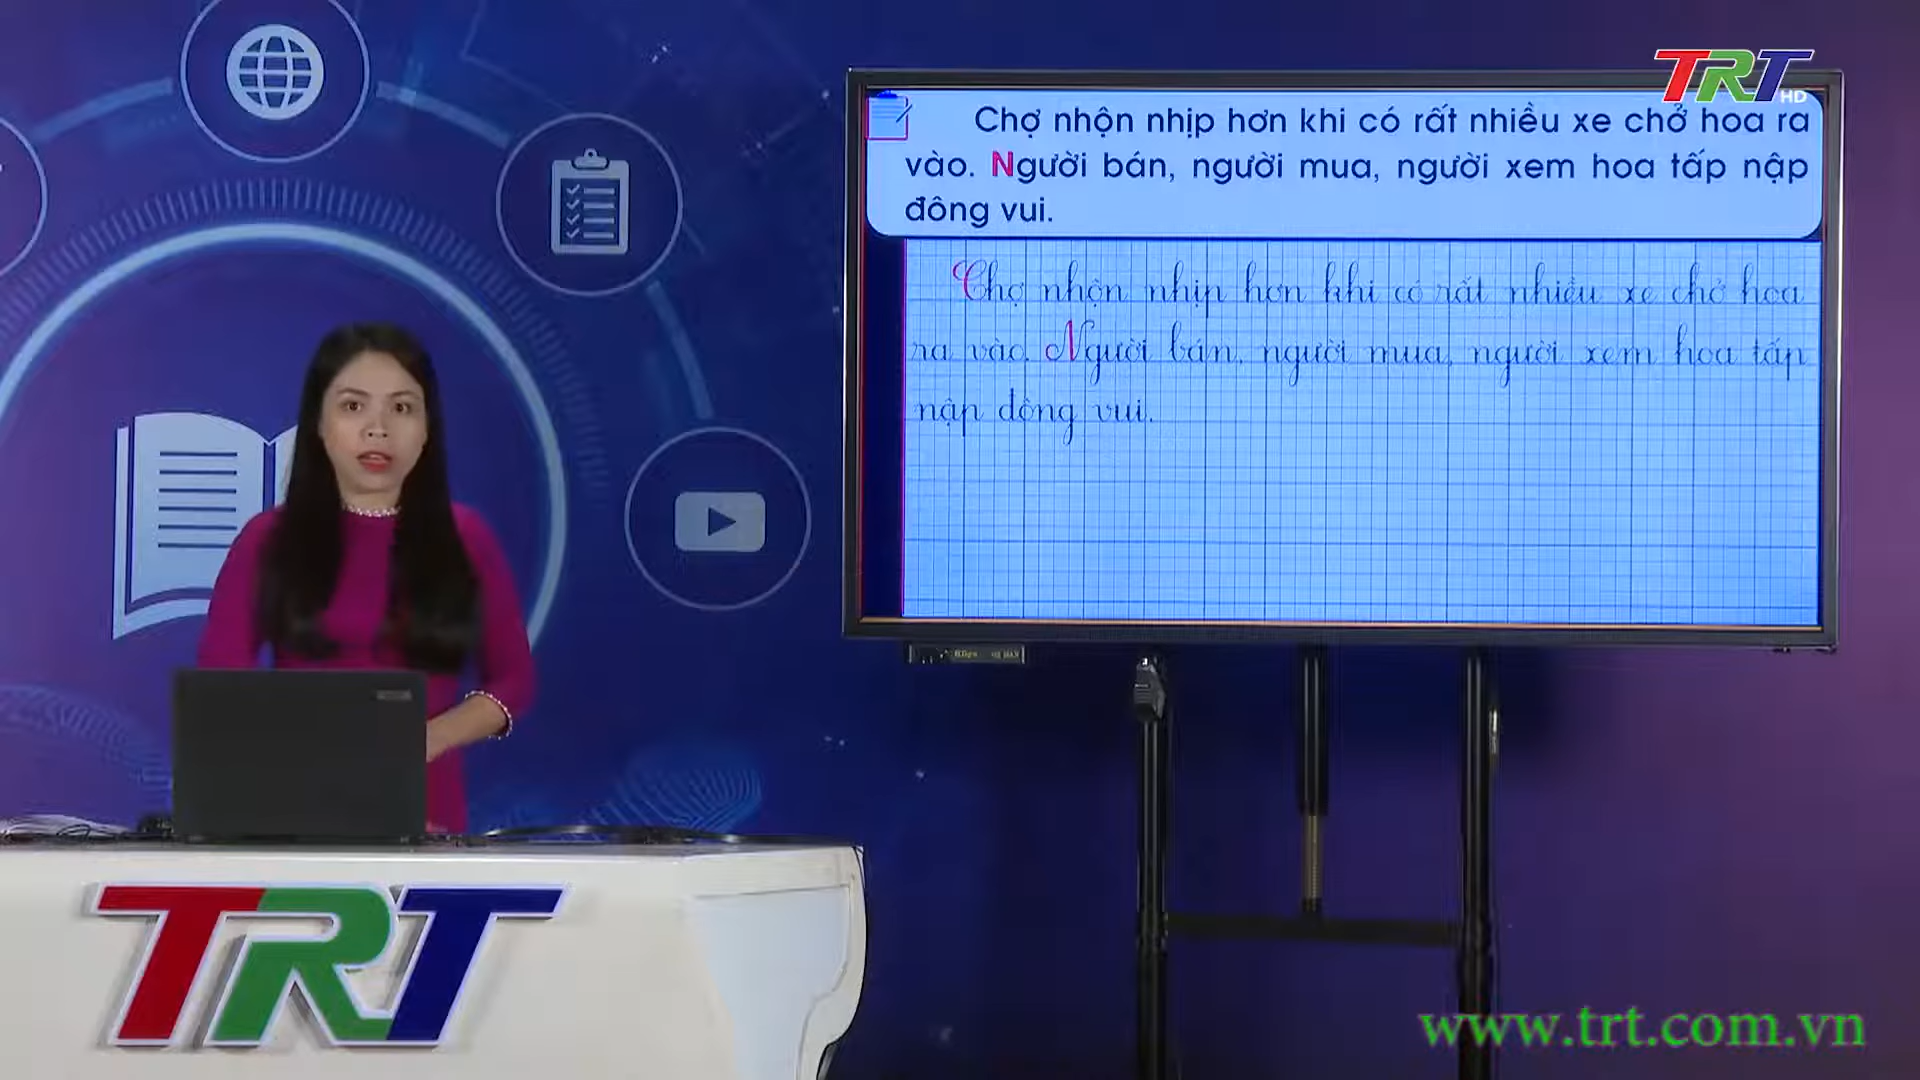 TRT
HD
Chợ nhộn nhịp hơn khi có rất nhiều xe chở hoa ra
vào. Người bán, người mua, người xem hoa tấp nập
đông vui.
Chợ nhộn nhịp hơn khi có rất nhiều xe chở hoa
ra vào. Người bán, người mua, người xem hoa tấp
nập đông vui.
TRT
www.trt.com.vn